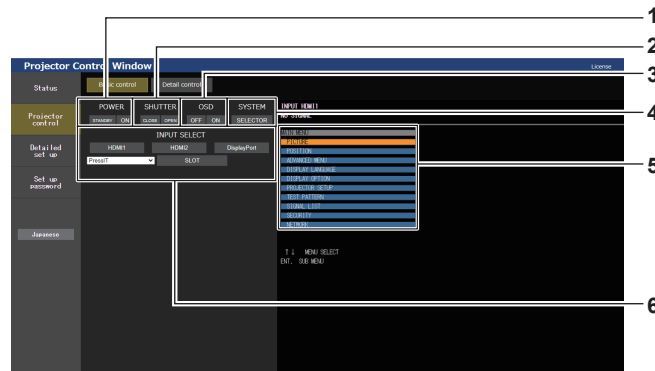 1
2
3
4
5
6
Projector Control Window
License
Status
Basic control
Detail control
Projector
control
Detailed
set up
Set up
password
Japanese
POWER
STANDBY ON
SHUTTER
CLOSE OPEN
OSD
OFF ON
SYSTEM
SELECTOR
INPUT SELECT
HDMI1 HDMI2 DisplayPort
PressIT SLOT
INPUT HDMI1
NO SIGNAL
MAIN MENU
PICTURE
POSITION
ADVANCED MENU
DISPLAY LANGUAGE
DISPLAY OPTION
PROJECTOR SETUP
TEST PATTERN
SIGNAL LIST
SECURITY
NETWORK
↑↓ MENU SELECT
ENT. SUB MENU